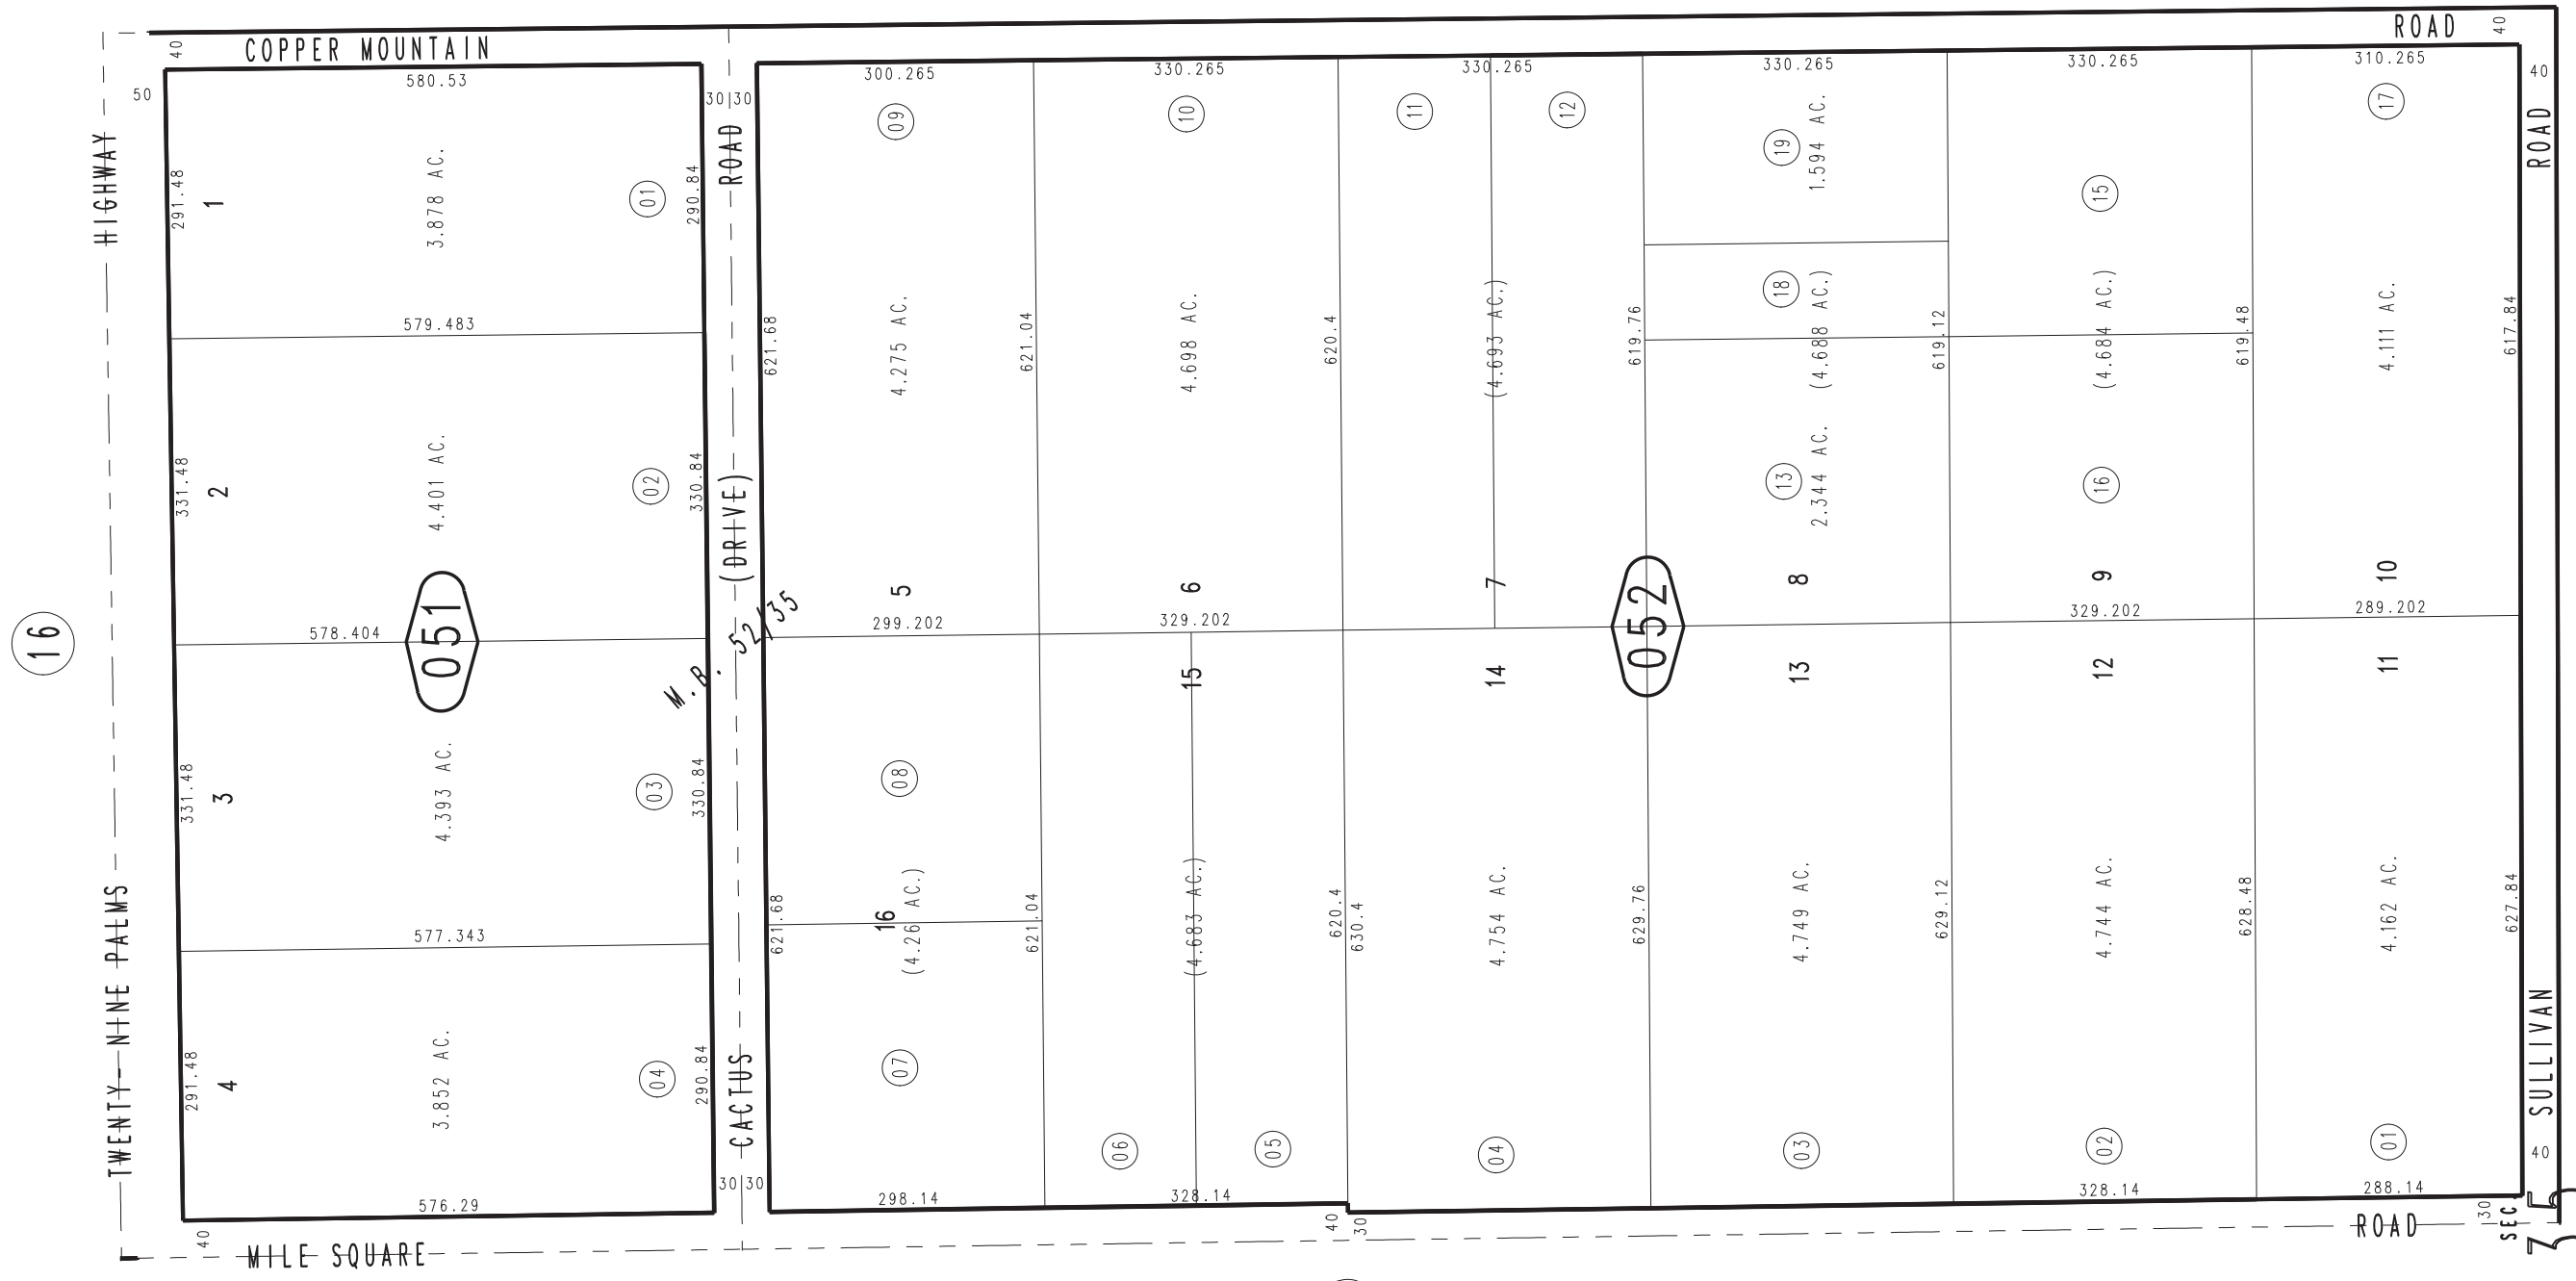 COPPER MOUNTAIN ROAD
40 40
50 580.53 30 30 300.265 330.265 330.265 330.265 330.265 310.265 40
HIGHWAY
ROAD
ROAD
09 10 11 12 19 1.594 AC. 15 17
291.48 1 3.878 AC. 01 290.84
579.483
621.68 4.275 AC. 621.04 4.698 AC. 620.4 (4.693 AC.) 619.76 18 (4.688 AC.) 619.12 (4.684 AC.) 619.48 4.111 AC. 617.84
331.48 2 4.401 AC. 02 330.84
(DRIVE)
13 2.344 AC. 16
5 6 7 8 9 10
299.202 329.202 329.202 289.202
16
578.404
051
052
M.B. 52/35
15 14 13 12 11
331.48 3 4.393 AC. 03 330.84
08
577.343
621.68 16 (4.26 AC.) 621.04 (4.683 AC.) 620.4 630.4 4.754 AC. 629.76 4.749 AC. 629.12 4.744 AC. 628.48 4.162 AC. 627.84
TWENTY-NINE PALMS
291.48 4 3.852 AC. 04 290.84
CACTUS
07
SULLIVAN
06 05 04 03 02 01
40
576.29 30 30 298.14 328.14 328.14 288.14
40 40 30 30
MILE SQUARE ROAD
SEC.
35